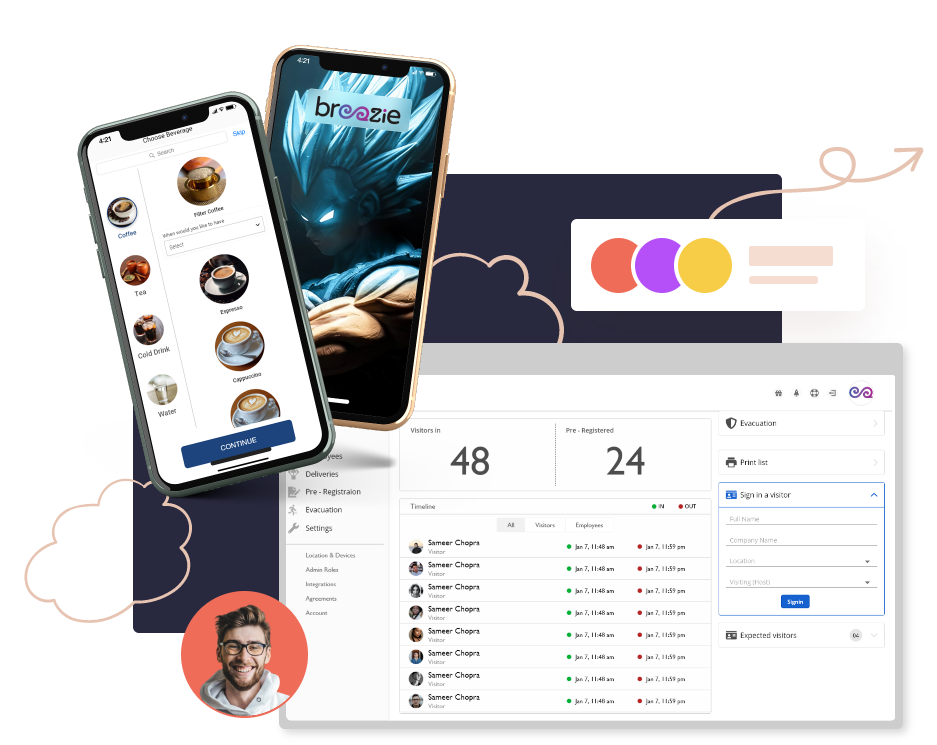 4:21
breezie
4:21
Choose Beverage
Skip
Search
Coffee
Tea
Cold Drink
Water
Filter Coffee
When would you like to have
Select
Espresso
Cappuccino
CONTINUE
Deliveries
Pre - Registraion
Evacuation
Settings
Location & Devices
Admin Roles
Integrations
Agreements
Account
Visitors in
48
Pre - Registered
24
Timeline
IN OUT
All Visitors Employees
Sameer Chopra
Visitor
Jan 7, 11:48 am Jan 7, 11:59 pm
Sameer Chopra
Visitor
Jan 7, 11:48 am Jan 7, 11:59 pm
Sameer Chopra
Visitor
Jan 7, 11:48 am Jan 7, 11:59 pm
Sameer Chopra
Visitor
Jan 7, 11:48 am Jan 7, 11:59 pm
Sameer Chopra
Visitor
Jan 7, 11:48 am Jan 7, 11:59 pm
Sameer Chopra
Visitor
Jan 7, 11:48 am Jan 7, 11:59 pm
Sameer Chopra
Visitor
Jan 7, 11:48 am Jan 7, 11:59 pm
Sameer Chopra
Visitor
Jan 7, 11:48 am Jan 7, 11:59 pm
Evacuation
Print list
Sign in a visitor
Full Name
Company Name
Location
Visiting (Host)
Signin
Expected visitors
04